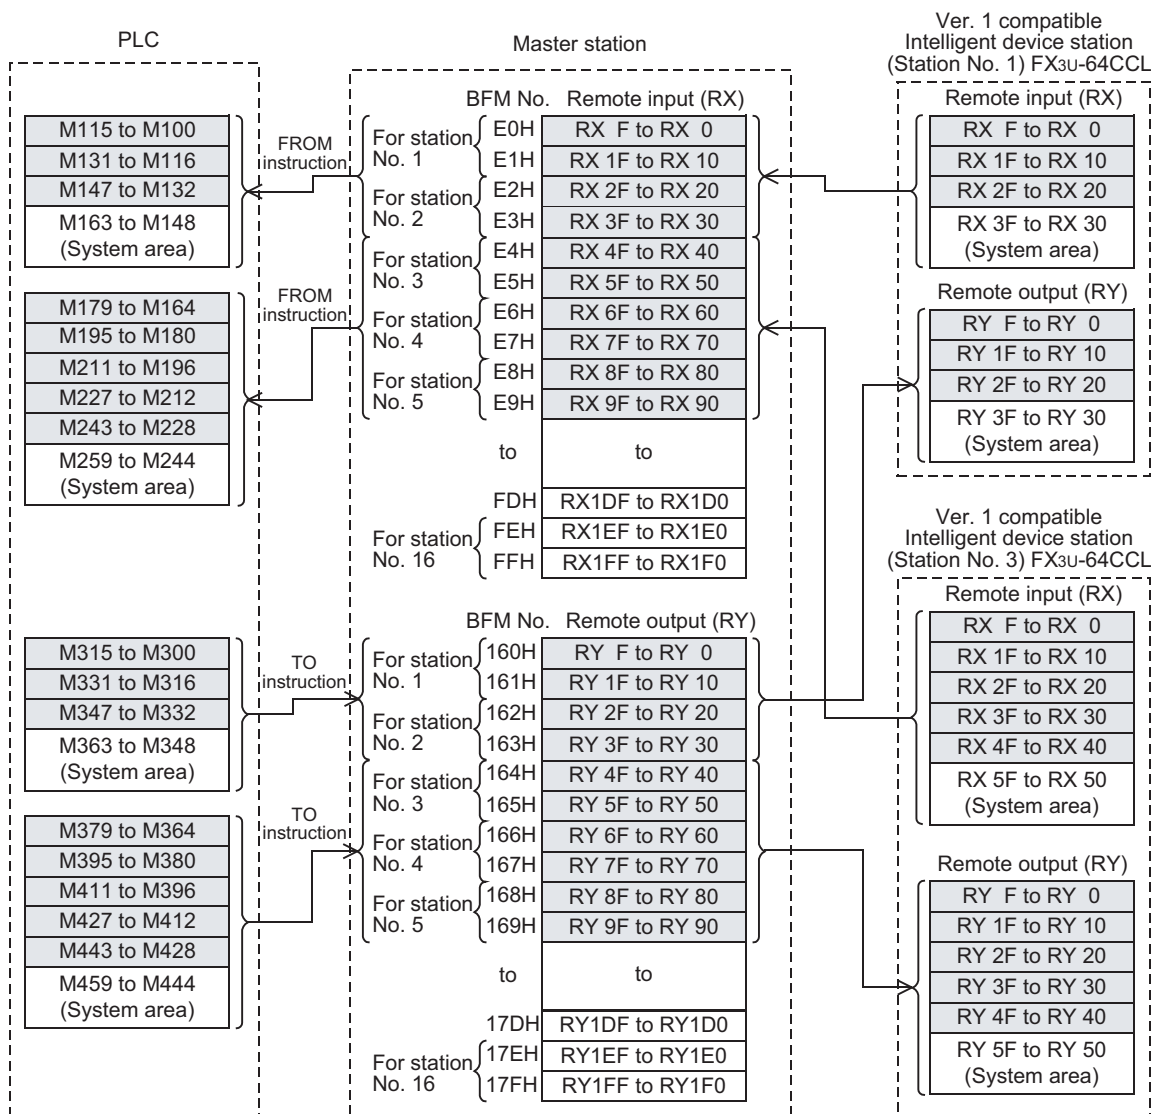 PLC
M115 to M100
M131 to M116
M147 to M132
M163 to M148
(System area)
M179 to M164
M195 to M180
M211 to M196
M227 to M212
M243 to M228
M259 to M244
(System area)
M315 to M300
M331 to M316
M347 to M332
M363 to M348
(System area)
M379 to M364
M395 to M380
M411 to M396
M427 to M412
M443 to M428
M459 to M444
(System area)
FROM
instruction
FROM
instruction
TO
instruction
TO
instruction
Master station
BFM No. Remote input (RX)
For station
No. 1
E0H RX F to RX 0
E1H RX 1F to RX 10
For station
No. 2
E2H RX 2F to RX 20
E3H RX 3F to RX 30
For station
No. 3
E4H RX 4F to RX 40
E5H RX 5F to RX 50
For station
No. 4
E6H RX 6F to RX 60
E7H RX 7F to RX 70
For station
No. 5
E8H RX 8F to RX 80
E9H RX 9F to RX 90
to to
FDH RX1DF to RX1D0
For station
No. 16
FEH RX1EF to RX1E0
FFH RX1FF to RX1F0
BFM No. Remote output (RY)
For station
No. 1
160H RY F to RY 0
161H RY 1F to RY 10
For station
No. 2
162H RY 2F to RY 20
163H RY 3F to RY 30
For station
No. 3
164H RY 4F to RY 40
165H RY 5F to RY 50
For station
No. 4
166H RY 6F to RY 60
167H RY 7F to RY 70
For station
No. 5
168H RY 8F to RY 80
169H RY 9F to RY 90
to to
17DH RY1DF to RY1D0
For station
No. 16
17EH RY1EF to RY1E0
17FH RY1FF to RY1F0
Ver. 1 compatible
Intelligent device station
(Station No. 1) FX3U-64CCL
Remote input (RX)
RX F to RX 0
RX 1F to RX 10
RX 2F to RX 20
RX 3F to RX 30
(System area)
Remote output (RY)
RY F to RY 0
RY 1F to RY 10
RY 2F to RY 20
RY 3F to RY 30
(System area)
Ver. 1 compatible
Intelligent device station
(Station No. 3) FX3U-64CCL
Remote input (RX)
RX F to RX 0
RX 1F to RX 10
RX 2F to RX 20
RX 3F to RX 30
RX 4F to RX 40
RX 5F to RX 50
(System area)
Remote output (RY)
RY F to RY 0
RY 1F to RY 10
RY 2F to RY 20
RY 3F to RY 30
RY 4F to RY 40
RY 5F to RY 50
(System area)